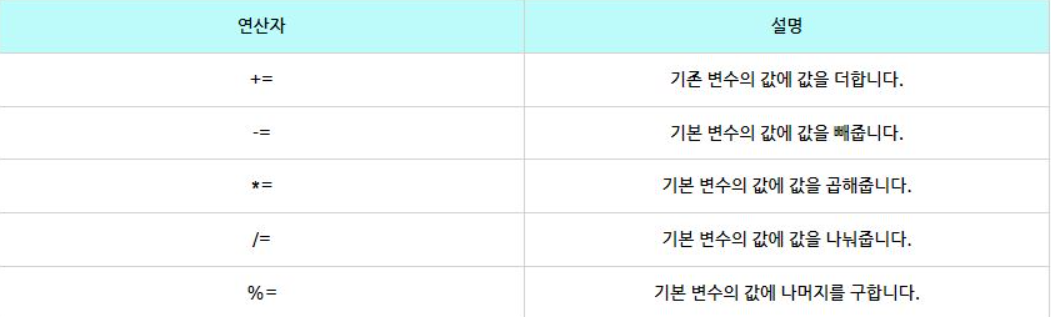 연산자 설명
+= 기존 변수의 값에 값을 더합니다.
-= 기본 변수의 값에 값을 빼줍니다.
*= 기본 변수의 값에 값을 곱해줍니다.
/= 기본 변수의 값에 값을 나눠줍니다.
%= 기본 변수의 값에 나머지를 구합니다.